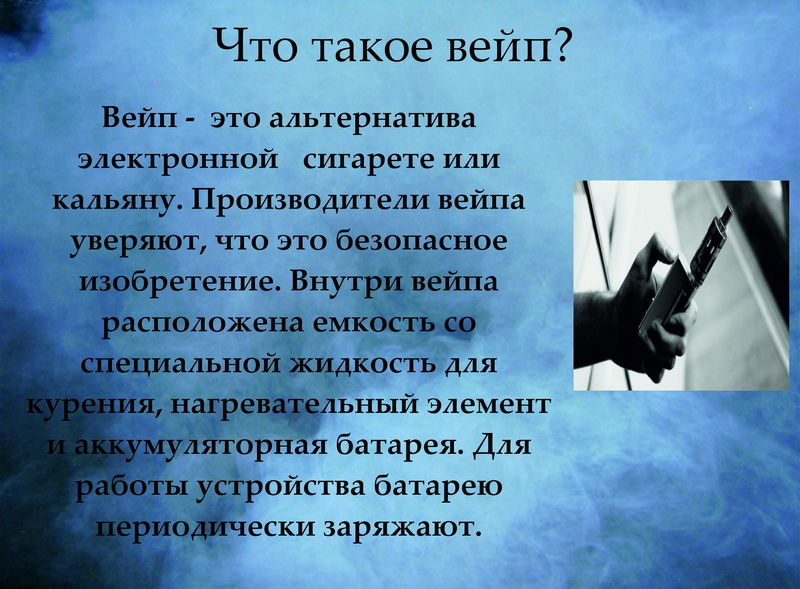 Что такое вейп?
Вейп -  это альтернатива
электронной   сигарете или
кальяну. Производители вейпа
уверяют, что это безопасное
изобретение. Внутри вейпа
расположена емкость со
специальной жидкость для
курения, нагревательный элемент
и аккумуляторная батарея. Для
работы устройства батарею
периодически заряжают.